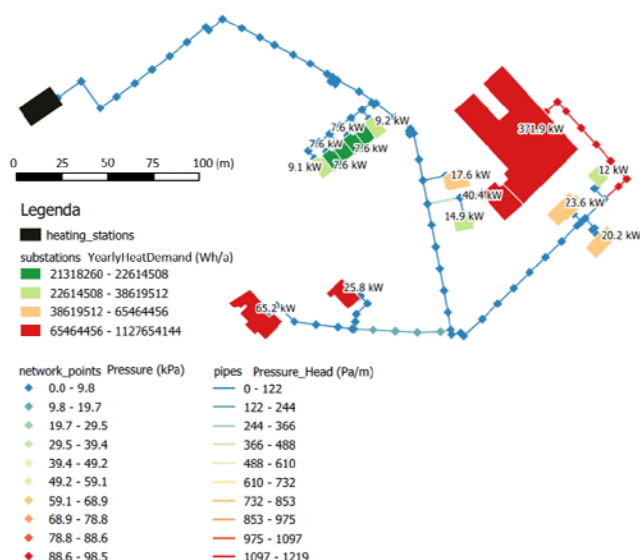 9.2 kW
7.6 kW
7.6 kW
7.6 kW
7.6 kW
9.1 kW
371.9 kW
17.6 kW
40.4 kW
14.9 kW
12 kW
23.6 kW
20.2 kW
25.8 kW
65.2 kW
0 25 50 75 100 (m)
Legenda
heating_stations
substations YearlyHeatDemand (Wh/a)
21318260 - 22614508
22614508 - 38619512
38619512 - 65464456
65464456 - 1127654144
network_points Pressure (kPa)
0.0 - 9.8
9.8 - 19.7
19.7 - 29.5
29.5 - 39.4
39.4 - 49.2
49.2 - 59.1
59.1 - 68.9
68.9 - 78.8
78.8 - 88.6
88.6 - 98.5
pipes Pressure_Head (Pa/m)
0 - 122
122 - 244
244 - 366
366 - 488
488 - 610
610 - 732
732 - 853
853 - 975
975 - 1097
1097 - 1219